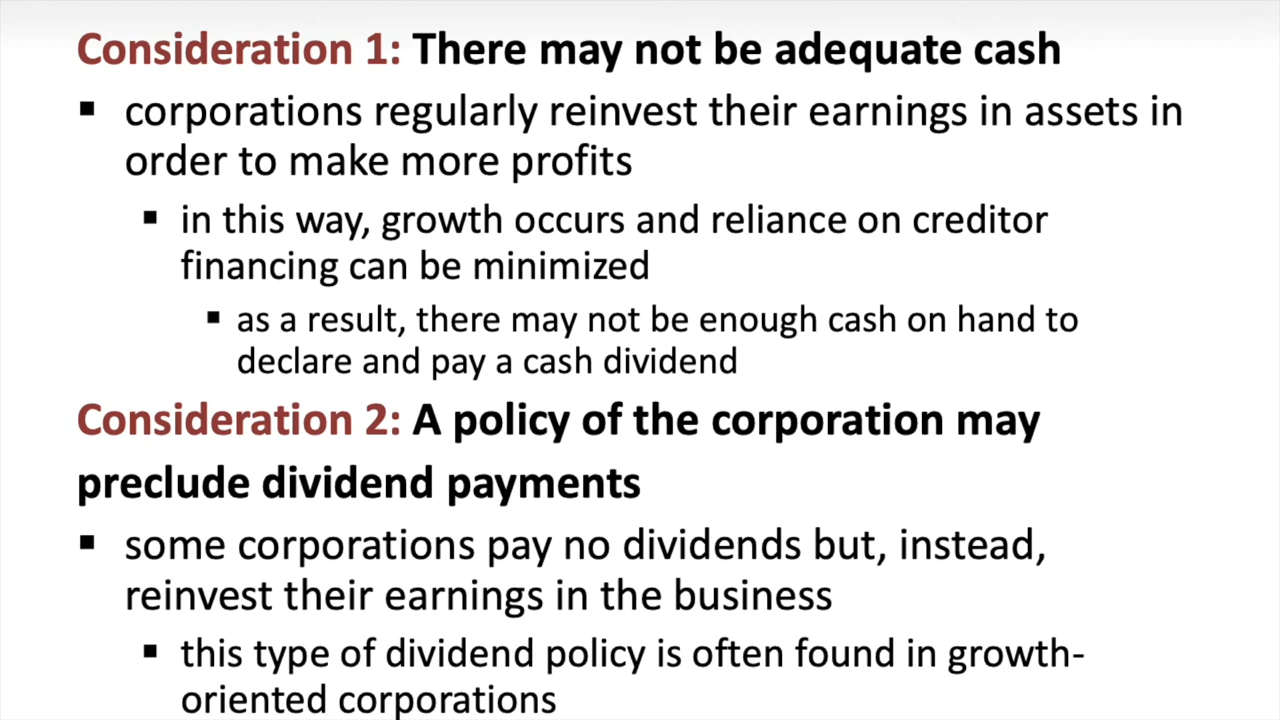 Consideration 1: There may not be adequate cash
▪ corporations regularly reinvest their earnings in assets in
order to make more profits
▪ in this way, growth occurs and reliance on creditor
financing can be minimized
▪ as a result, there may not be enough cash on hand to
declare and pay a cash dividend
Consideration 2: A policy of the corporation may
preclude dividend payments
▪ some corporations pay no dividends but, instead,
reinvest their earnings in the business
▪ this type of dividend policy is often found in growth-
oriented corporations